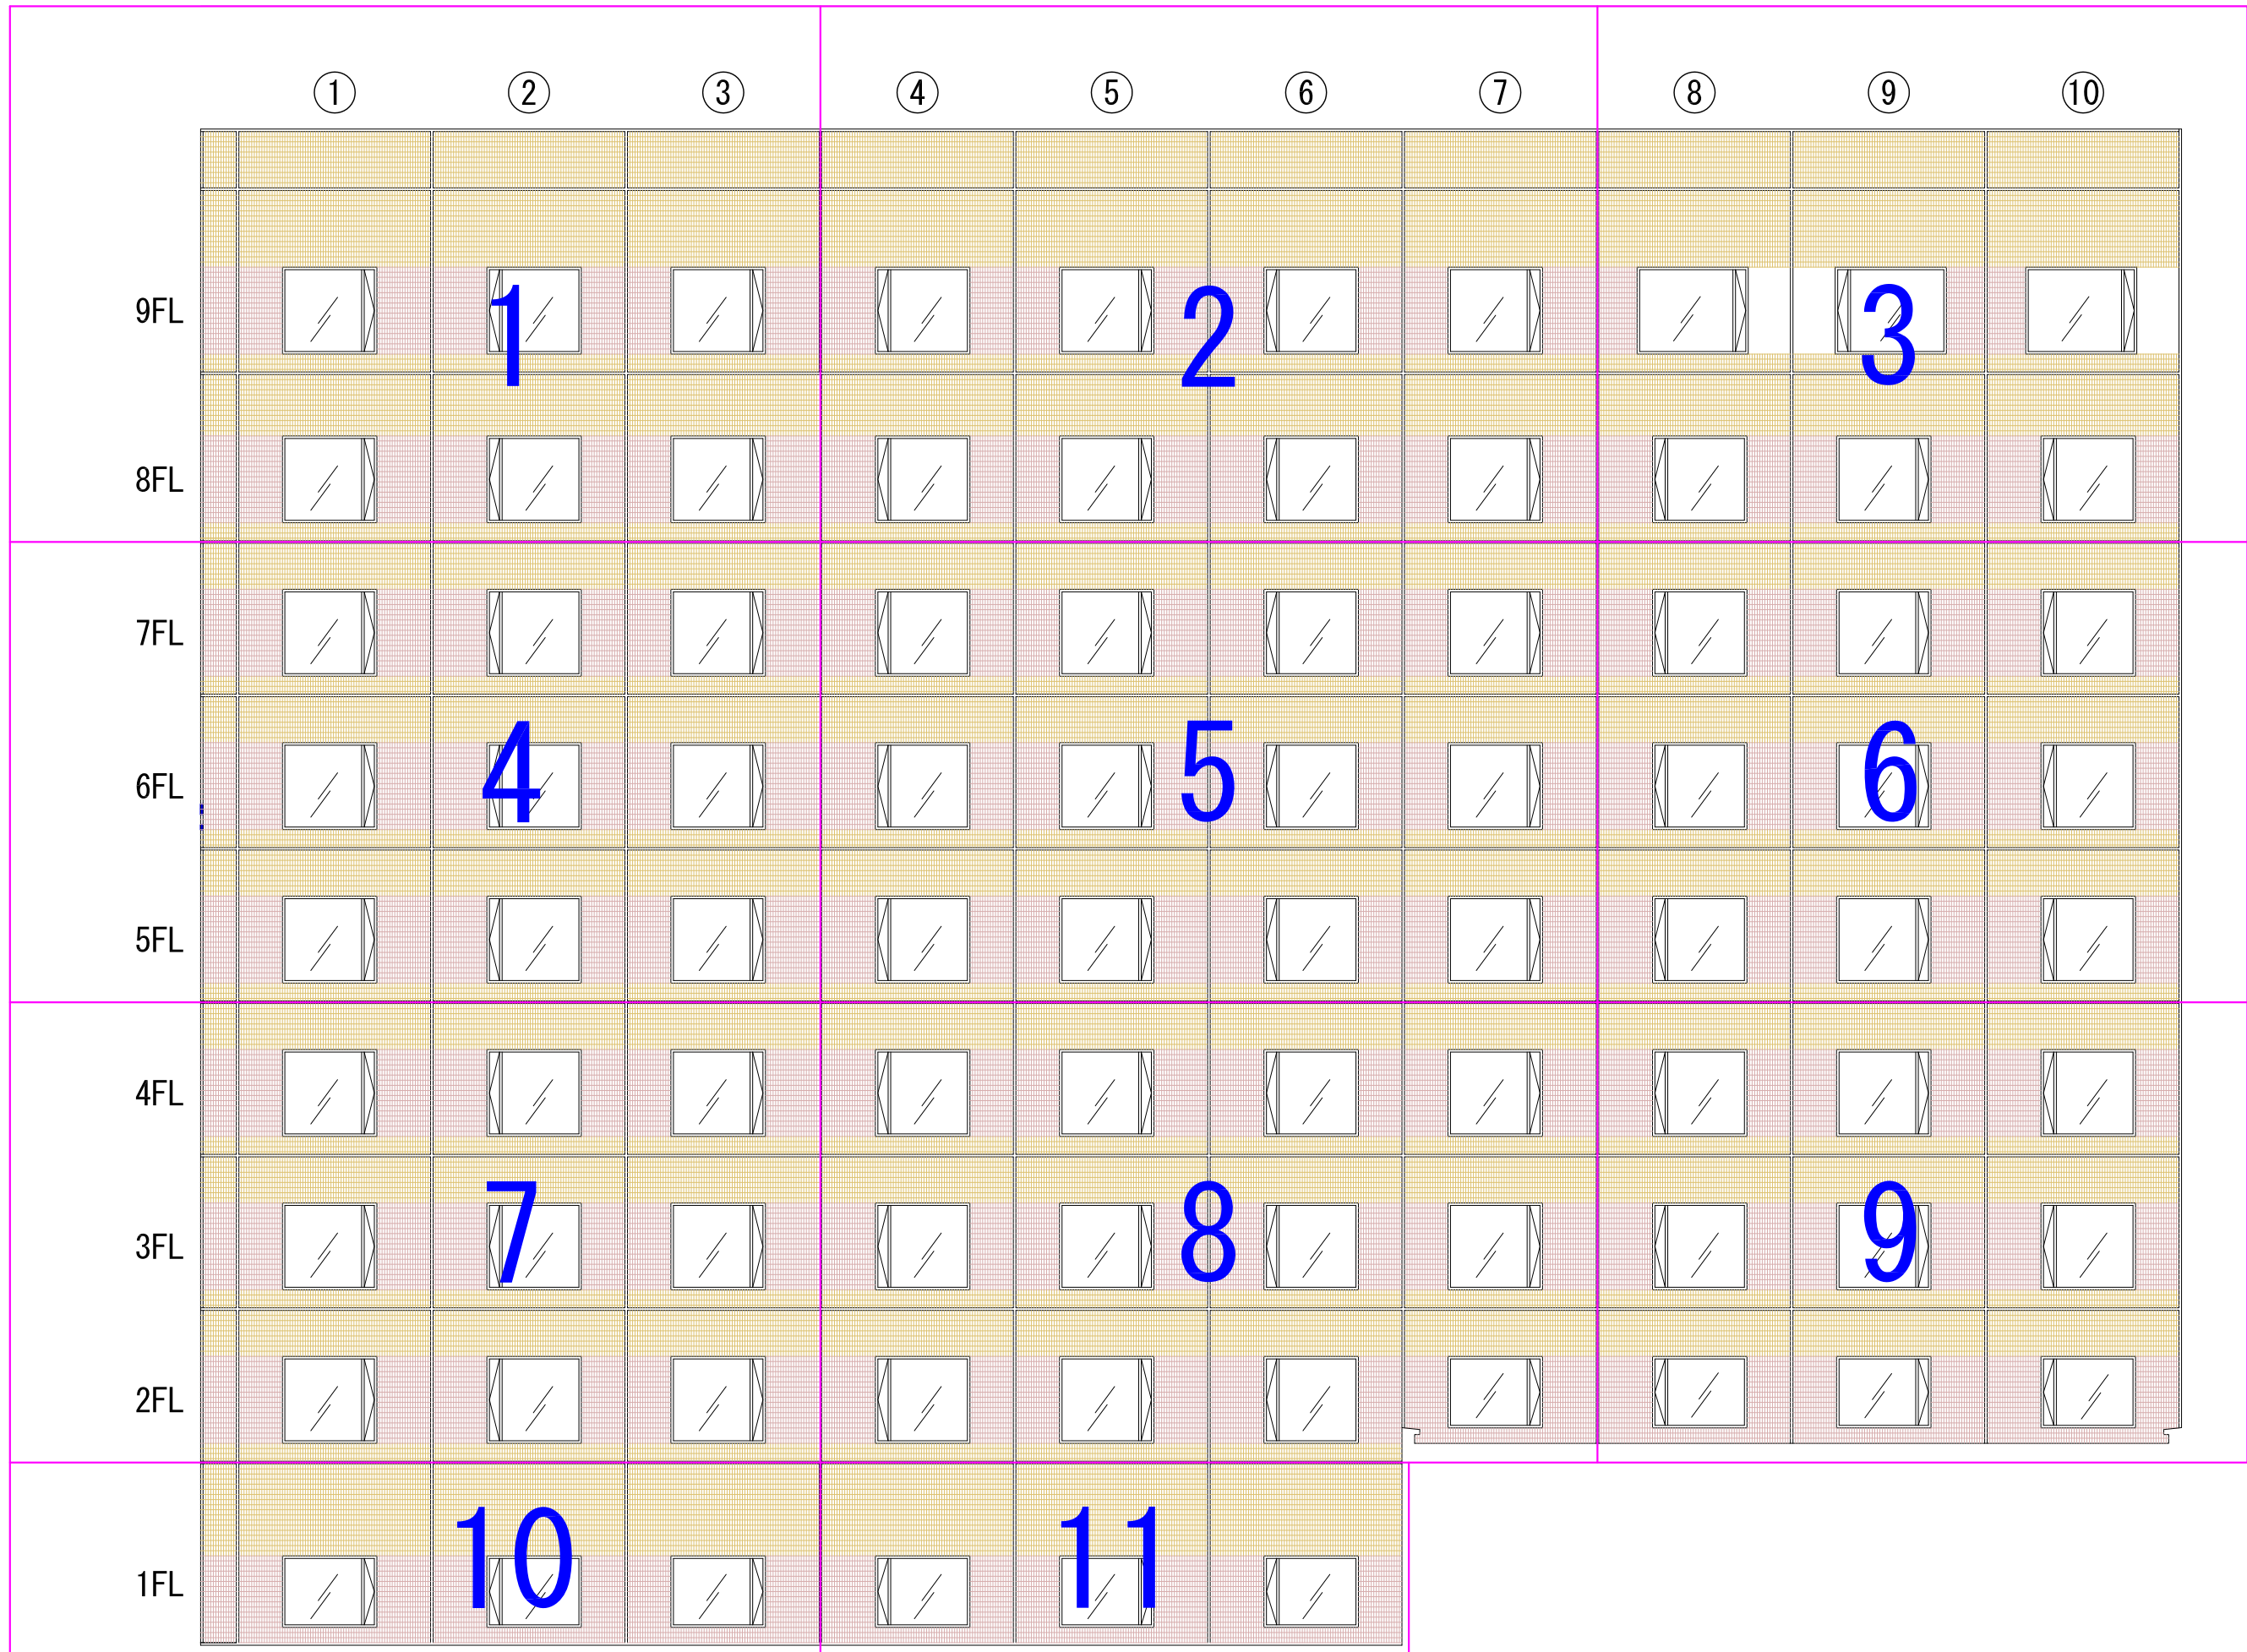 ① ② ③ ④ ⑤ ⑥ ⑦ ⑧ ⑨ ⑩
9FL
1 2 3
8FL
7FL
6FL
4 5 6
5FL
4FL
3FL
7 8 9
2FL
1FL
10 11